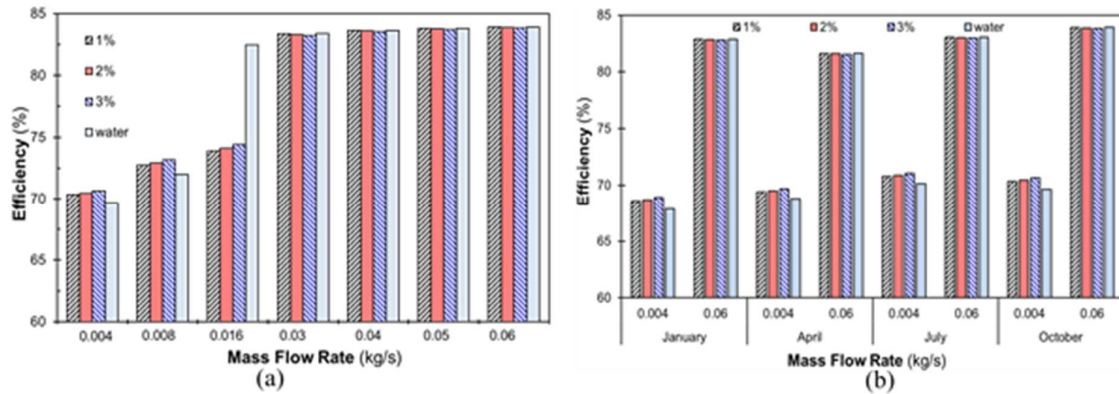 85
80
75
70
65
60
Efficiency (%)
1%
2%
3%
water
0.004 0.008 0.016 0.03 0.04 0.05 0.06
Mass Flow Rate (kg/s)
(a)
85
80
75
70
65
60
Efficiency (%)
1% 2% 3% water
0.004 0.06 0.004 0.06 0.004 0.06 0.004 0.06
January April July October
Mass Flow Rate (kg/s)
(b)